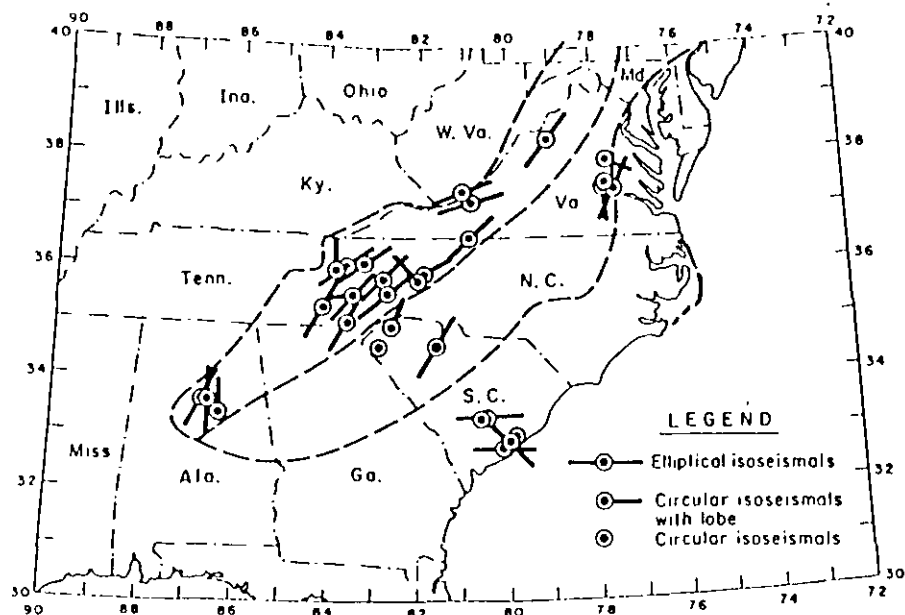 90 88 86 84 82 80 78 76 74 72
40 40
Ills.
Ind.
Ohio
W. Va.
Md.
38 38
Ky.
Va
36 36
Tenn.
N. C.
34 34
S. C.
LEGEND
Miss
Ala.
Ga.
32 32
Elliptical isoseismals
Circular isoseismals
with lobe
Circular isoseismals
30 30
90 88 86 84 82 80 78 76 74 72